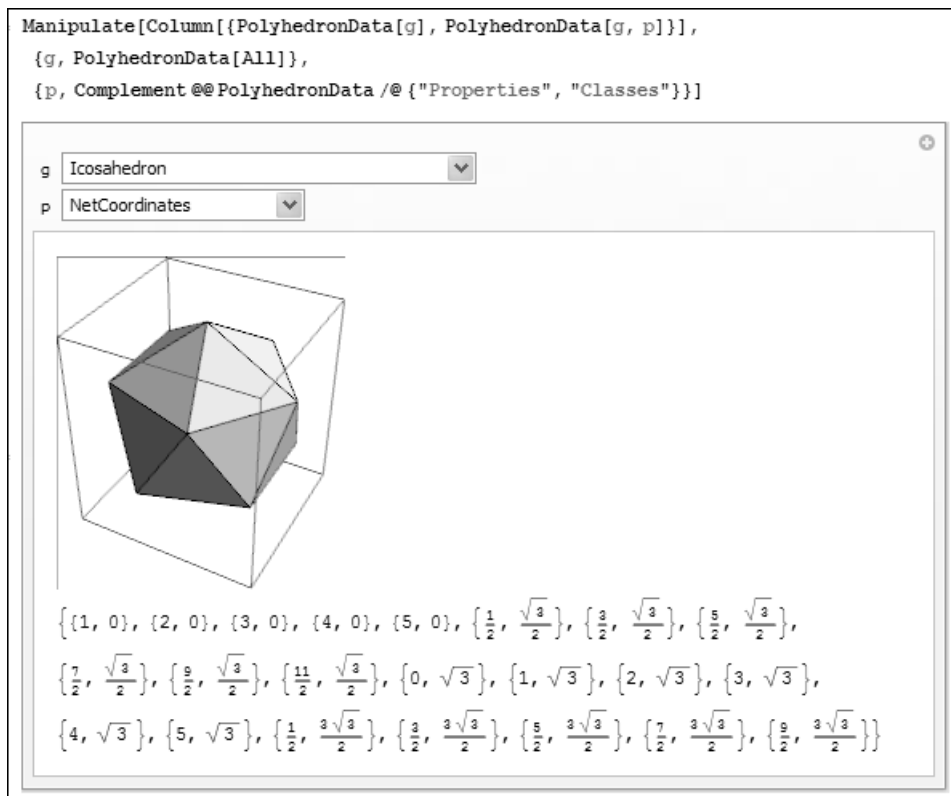 Manipulate[Column[{PolyhedronData[g], PolyhedronData[g, p]}],
{g, PolyhedronData[All]},
{p, Complement @@ PolyhedronData /@ {"Properties", "Classes"}}]
g Icosahedron
p NetCoordinates
{{1, 0}, {2, 0}, {3, 0}, {4, 0}, {5, 0}, {1/2, √3/2}, {3/2, √3/2}, {5/2, √3/2},
{7/2, √3/2}, {9/2, √3/2}, {11/2, √3/2}, {0, √3}, {1, √3}, {2, √3}, {3, √3},
{4, √3}, {5, √3}, {1/2, 3√3/2}, {3/2, 3√3/2}, {5/2, 3√3/2}, {7/2, 3√3/2}, {9/2, 3√3/2}}